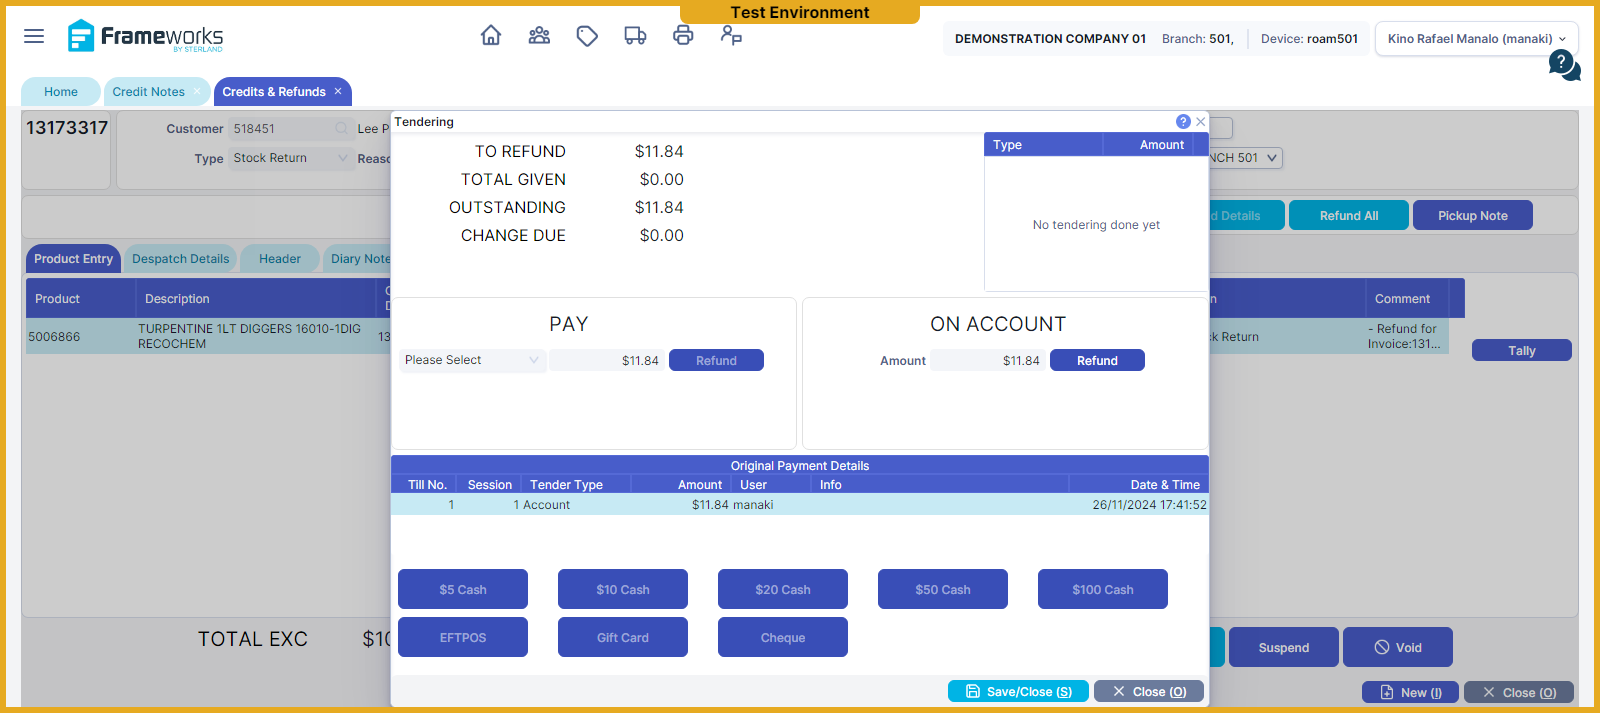 Test Environment
Frameworks
BY STERLAND
DEMONSTRATION COMPANY 01 Branch: 501, Device: roam501
Kino Rafael Manalo (manaki)
Home
Credit Notes ×
Credits & Refunds ×
13173317
Customer 518451 Lee P
Type Stock Return Reaso
NCH 501
d Details
Refund All
Pickup Note
Product Entry
Despatch Details
Header
Diary Note
Product Description Comment
5006866 TURPENTINE 1LT DIGGERS 16010-1DIG RECOCHEM 13
ck Return
- Refund for
Invoice:131...
Tally
Tendering
TO REFUND $11.84
TOTAL GIVEN $0.00
OUTSTANDING $11.84
CHANGE DUE $0.00
Type Amount
No tendering done yet
PAY
Please Select $11.84 Refund
ON ACCOUNT
Amount $11.84 Refund
Original Payment Details
Till No. Session Tender Type Amount User Info Date & Time
1 1 Account $11.84 manaki 26/11/2024 17:41:52
$5 Cash $10 Cash $20 Cash $50 Cash $100 Cash
EFTPOS Gift Card Cheque
Save/Close (S) Close (O)
TOTAL EXC $10
Suspend
Void
New (I)
Close (O)